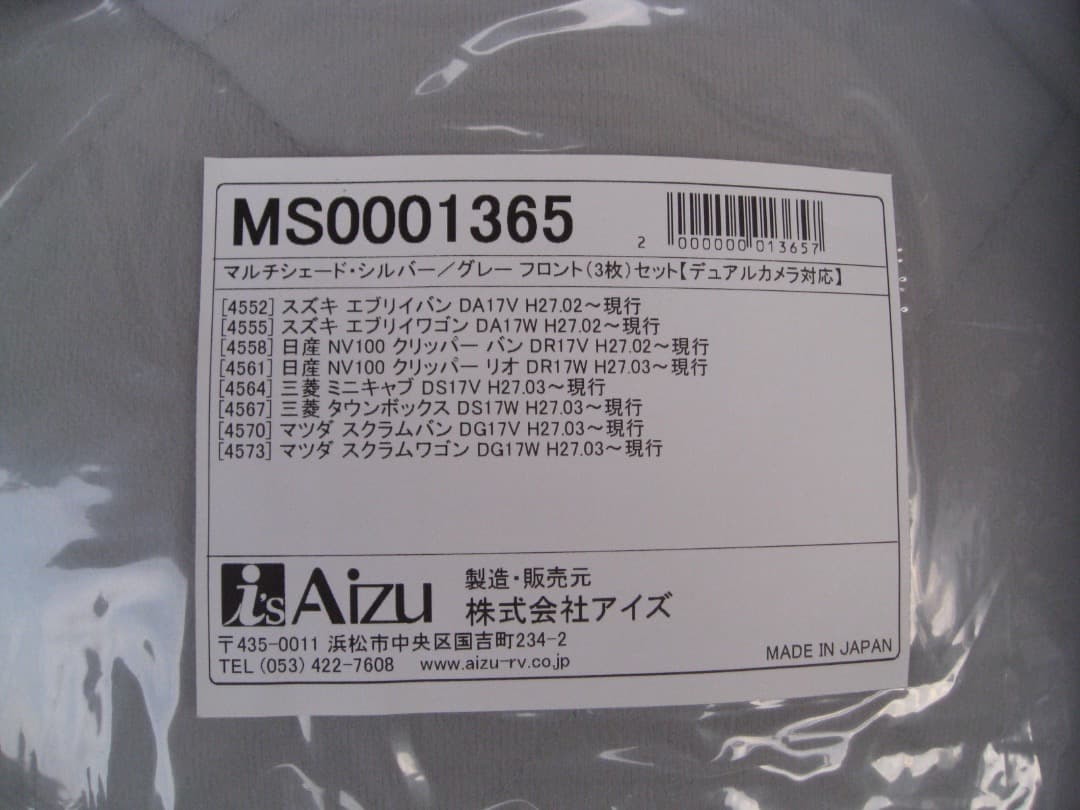 MS0001365
2 000000 013657
マルチシェード・シルバー／グレー フロント(3枚)セット【デュアルカメラ対応】
[4552] スズキ エブリイバン DA17V H27.02～現行
[4555] スズキ エブリイワゴン DA17W H27.02～現行
[4558] 日産 NV100 クリッパー バン DR17V H27.02～現行
[4561] 日産 NV100 クリッパー リオ DR17W H27.03～現行
[4564] 三菱 ミニキャブ DS17V H27.03～現行
[4567] 三菱 タウンボックス DS17W H27.03～現行
[4570] マツダ スクラムバン DG17V H27.03～現行
[4573] マツダ スクラムワゴン DG17W H27.03～現行
i's Aizu
製造・販売元
株式会社アイズ
〒435-0011 浜松市中央区国吉町234-2
TEL (053) 422-7608 www.aizu-rv.co.jp
MADE IN JAPAN